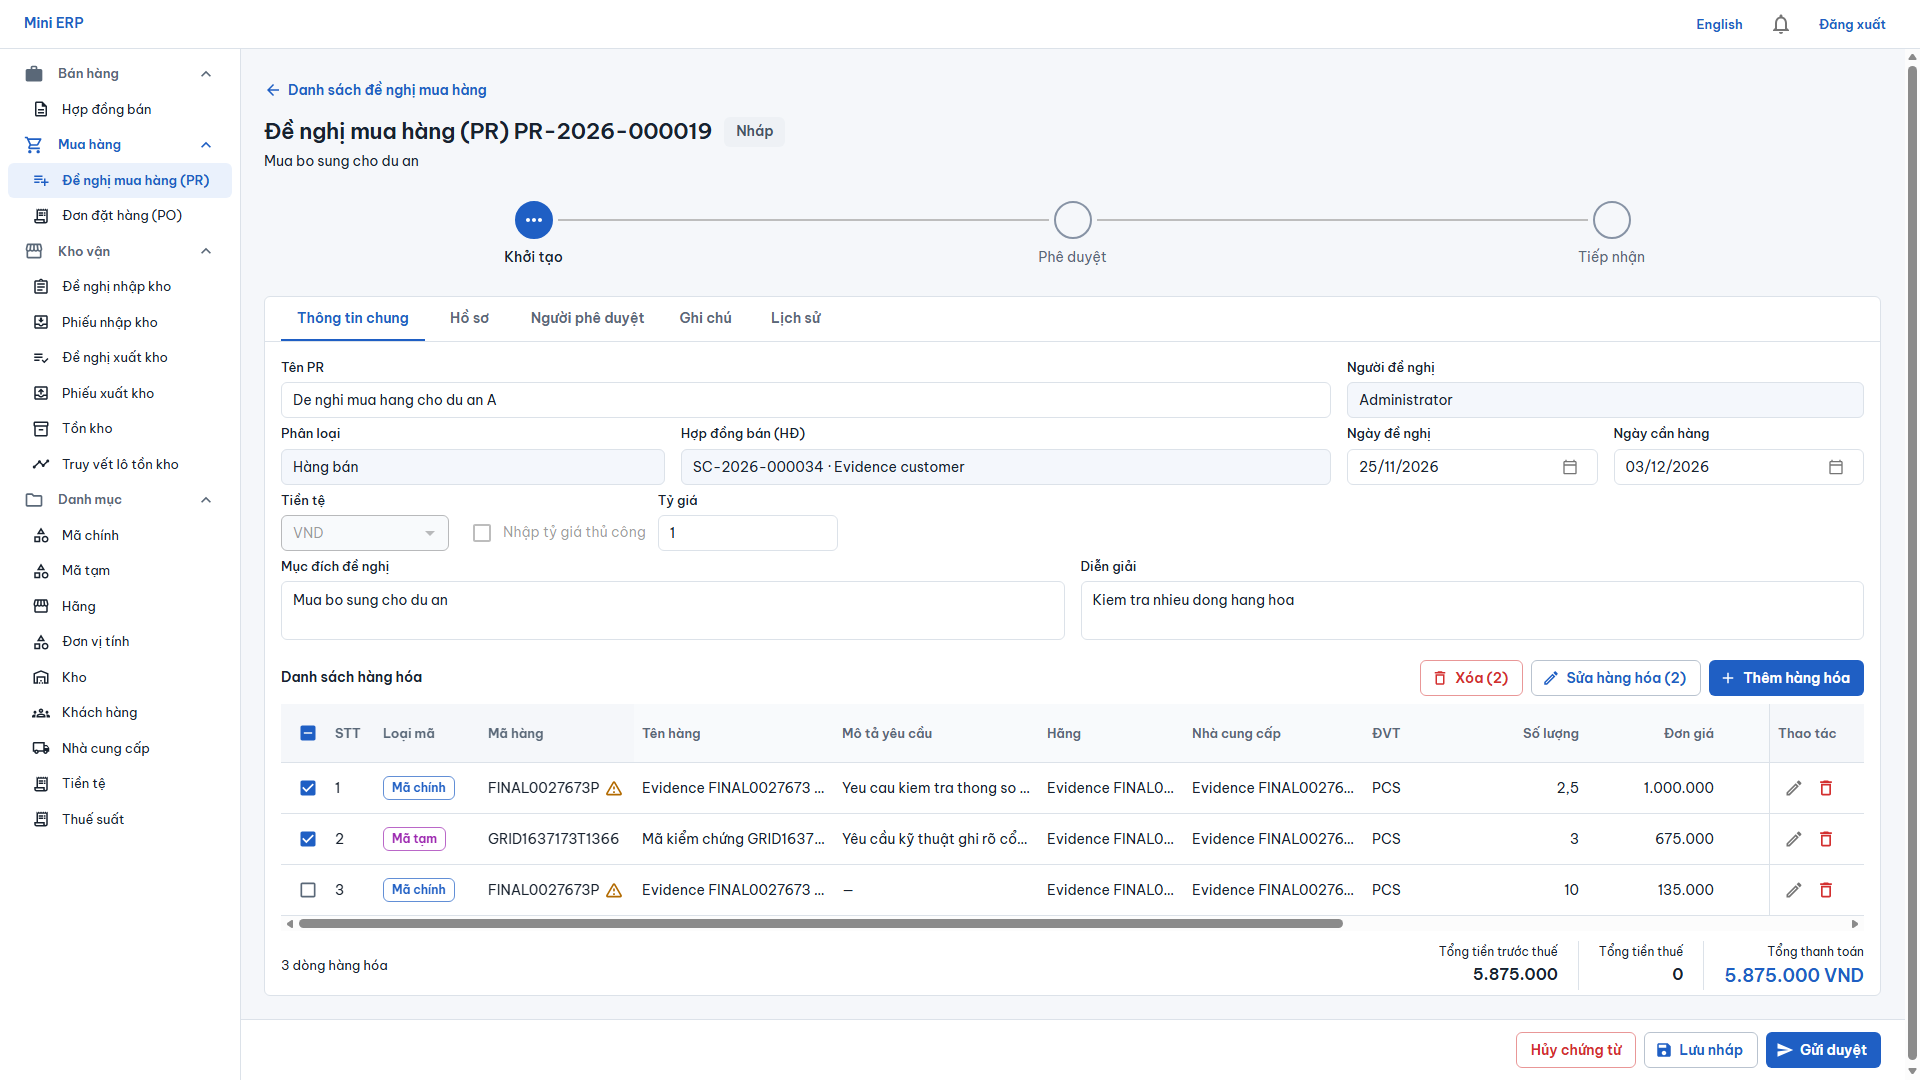 Mini ERP
English
Đăng xuất
Bán hàng
Hợp đồng bán
Mua hàng
Đề nghị mua hàng (PR)
Đơn đặt hàng (PO)
Kho vận
Đề nghị nhập kho
Phiếu nhập kho
Đề nghị xuất kho
Phiếu xuất kho
Tồn kho
Truy vết lô tồn kho
Danh mục
Mã chính
Mã tạm
Hãng
Đơn vị tính
Kho
Khách hàng
Nhà cung cấp
Tiền tệ
Thuế suất
Danh sách đề nghị mua hàng
Đề nghị mua hàng (PR) PR-2026-000019 Nháp
Mua bo sung cho du an
Khởi tạo Phê duyệt Tiếp nhận
Thông tin chung Hồ sơ Người phê duyệt Ghi chú Lịch sử
Tên PR Người đề nghị
De nghi mua hang cho du an A Administrator
Phân loại Hợp đồng bán (HĐ) Ngày đề nghị Ngày cần hàng
Hàng bán SC-2026-000034 · Evidence customer 25/11/2026 03/12/2026
Tiền tệ Tỷ giá
VND Nhập tỷ giá thủ công 1
Mục đích đề nghị Diễn giải
Mua bo sung cho du an Kiem tra nhieu dong hang hoa
Danh sách hàng hóa Xóa (2) Sửa hàng hóa (2) Thêm hàng hóa
STT Loại mã Mã hàng Tên hàng Mô tả yêu cầu Hãng Nhà cung cấp ĐVT Số lượng Đơn giá Thao tác
1 Mã chính FINAL0027673P Evidence FINAL0027673 ... Yeu cau kiem tra thong so ... Evidence FINAL0... Evidence FINAL00276... PCS 2,5 1.000.000
2 Mã tạm GRID1637173T1366 Mã kiểm chứng GRID1637... Yêu cầu kỹ thuật ghi rõ cổ... Evidence FINAL0... Evidence FINAL00276... PCS 3 675.000
3 Mã chính FINAL0027673P Evidence FINAL0027673 ... — Evidence FINAL0... Evidence FINAL00276... PCS 10 135.000
3 dòng hàng hóa
Tổng tiền trước thuế Tổng tiền thuế Tổng thanh toán
5.875.000 0 5.875.000 VND
Hủy chứng từ Lưu nháp Gửi duyệt